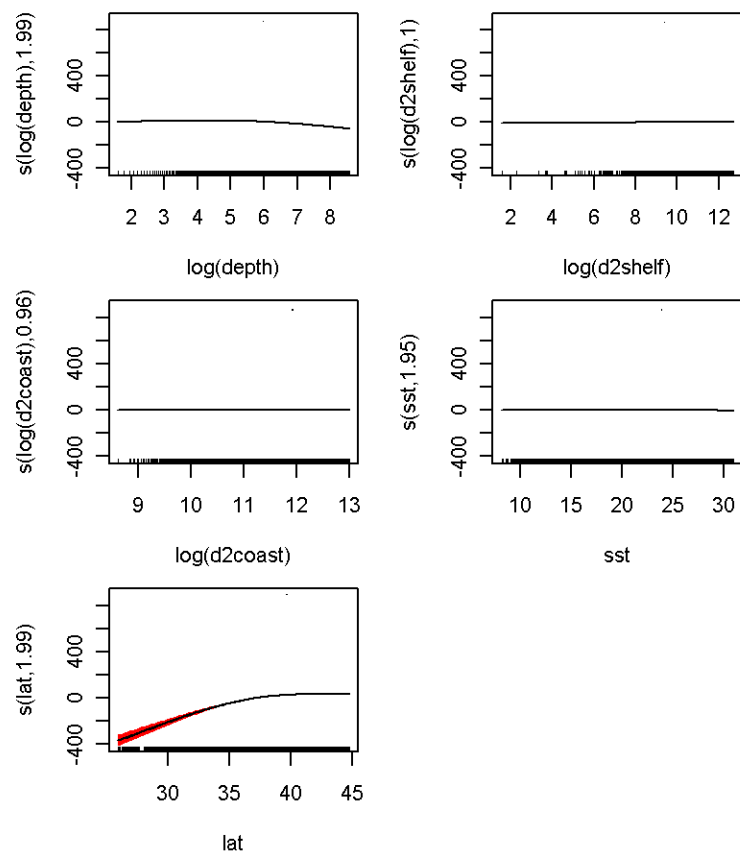 s(log(depth),1.99)
400
0
-400
2 3 4 5 6 7 8
log(depth)
s(log(d2shelf),1)
400
0
-400
2 4 6 8 10 12
log(d2shelf)
s(log(d2coast),0.96)
400
0
-400
9 10 11 12 13
log(d2coast)
s(sst,1.95)
400
0
-400
10 15 20 25 30
sst
s(lat,1.99)
400
0
-400
30 35 40 45
lat